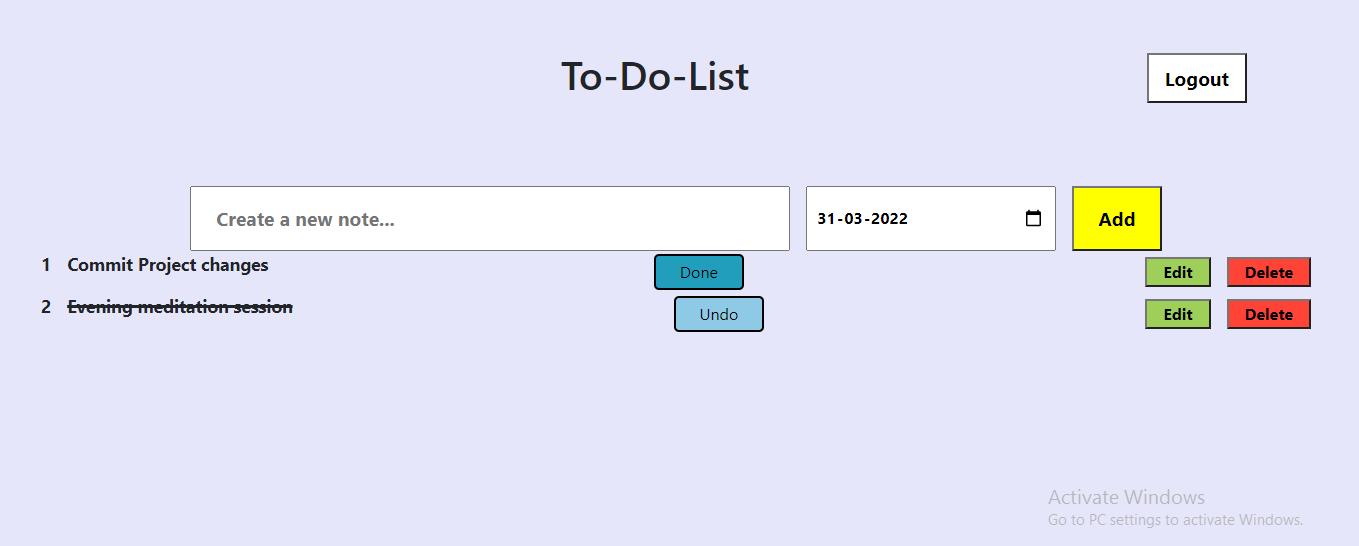 To-Do-List
Logout
Create a new note...
31-03-2022
Add
1 Commit Project changes Done Edit Delete
2 Evening meditation session Undo Edit Delete
Activate Windows
Go to PC settings to activate Windows.